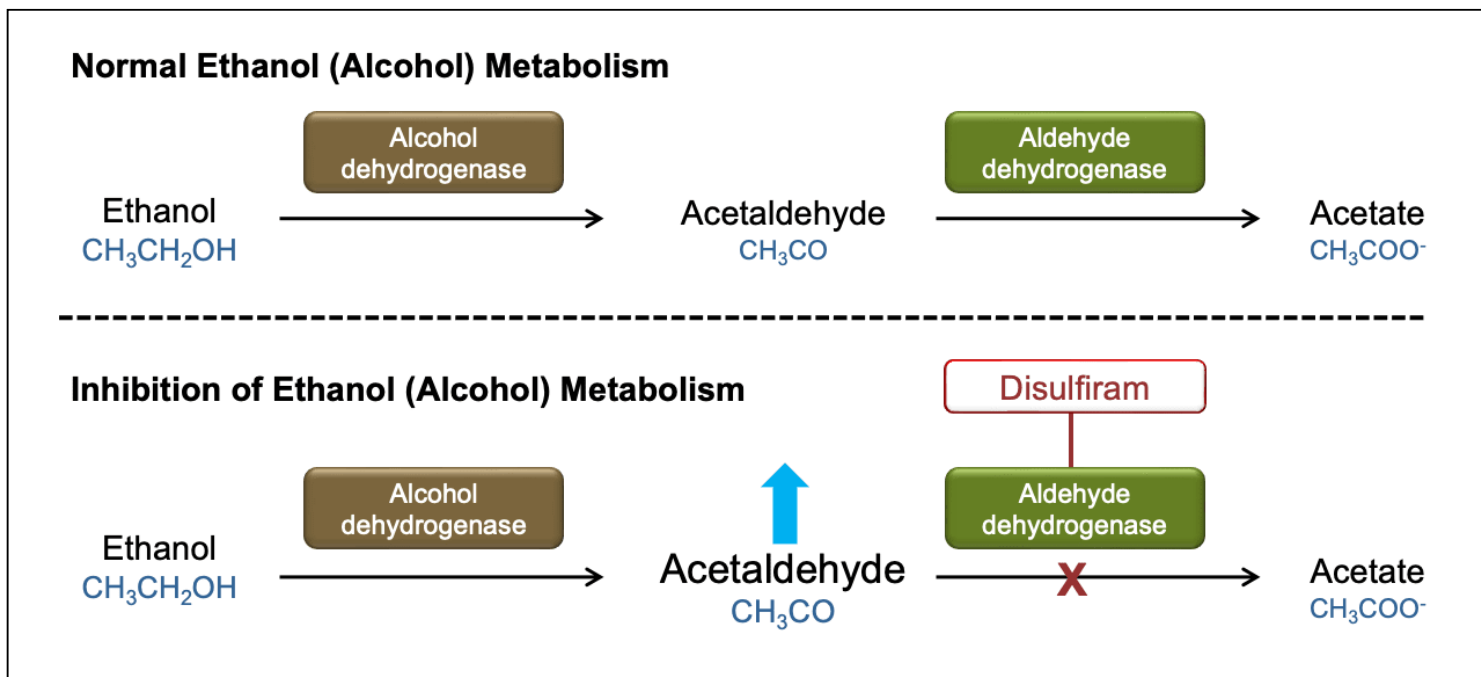 Normal Ethanol (Alcohol) Metabolism
Alcohol
dehydrogenase
Aldehyde
dehydrogenase
Ethanol
CH₃CH₂OH
Acetaldehyde
CH₃CO
Acetate
CH₃COO⁻
Inhibition of Ethanol (Alcohol) Metabolism
Disulfiram
Alcohol
dehydrogenase
Aldehyde
dehydrogenase
Ethanol
CH₃CH₂OH
Acetaldehyde
CH₃CO
X
Acetate
CH₃COO⁻